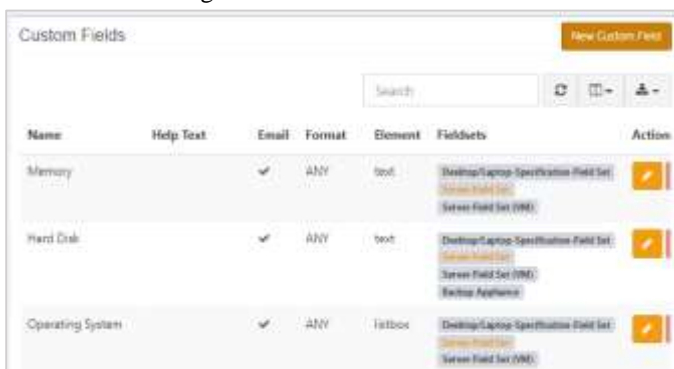 Custom Fields
New Custom Field
Search
Name Help Text Email Format Element Fieldsets Action
Memory ANY text Desktop/Laptop-Specification-Field Set
Server Field Set
Server Field Set (VM)
Hard Disk ANY text Desktop/Laptop-Specification-Field Set
Server Field Set
Server Field Set (VM)
Backup Appliance
Operating System ANY listbox Desktop/Laptop-Specification-Field Set
Server Field Set
Server Field Set (VM)